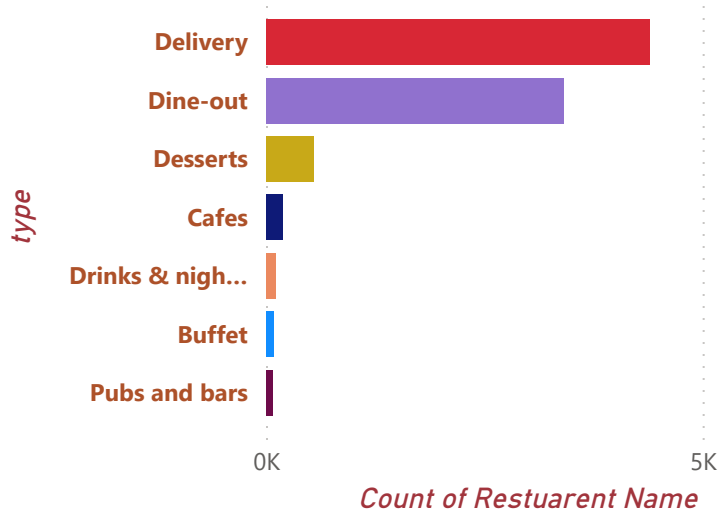 Delivery
Dine-out
Desserts
Cafes
Drinks & nigh...
Buffet
Pubs and bars
type
0K
5K
Count of Restuarent Name